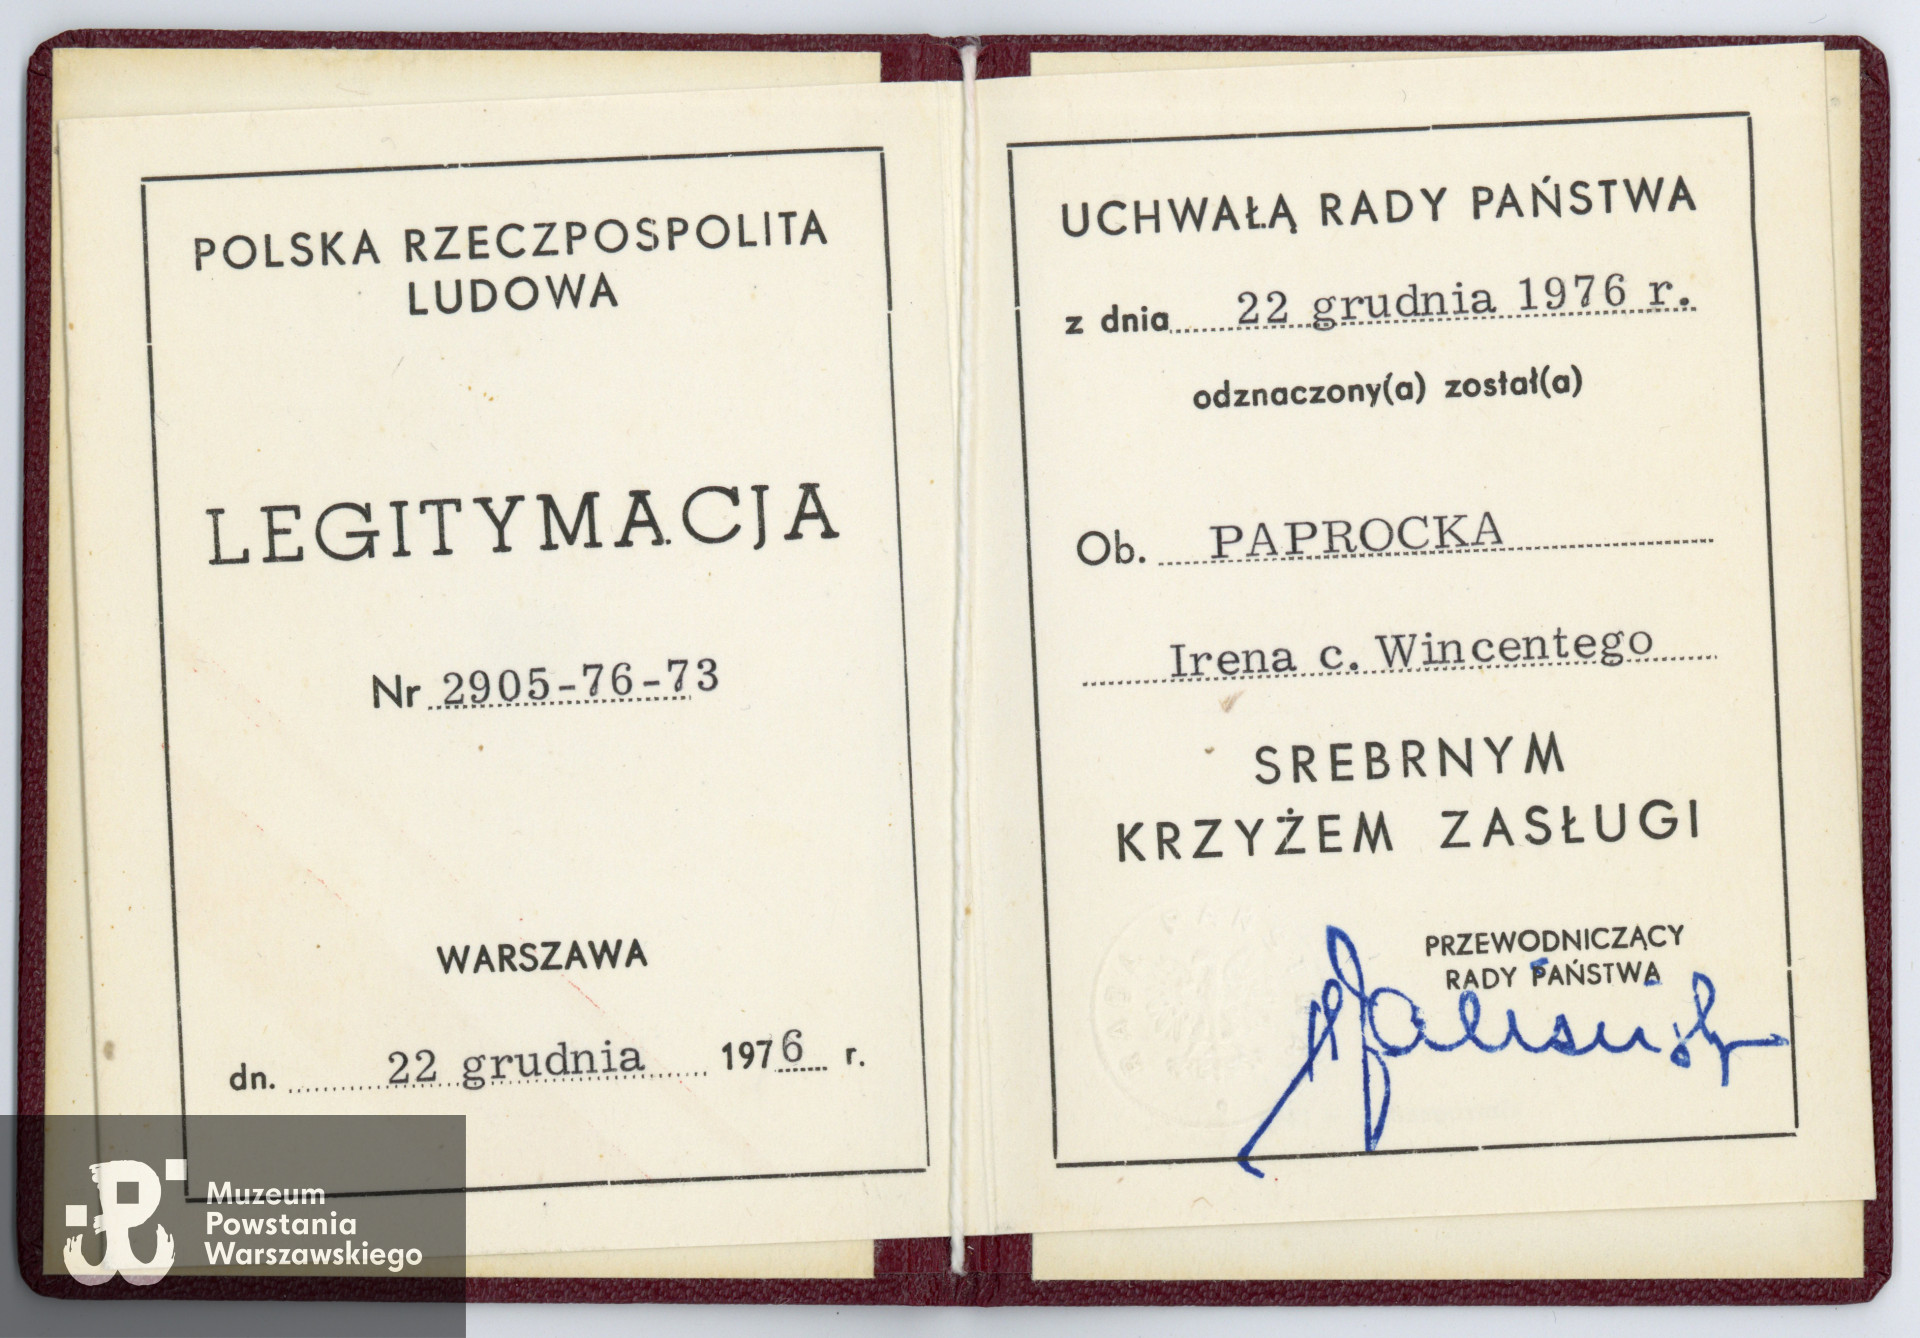 POLSKA RZECZPOSPOLITA
LUDOWA
LEGITYMACJA
Nr 2905-76-73
WARSZAWA
dn. 22 grudnia 1976 r.
UCHWAŁĄ RADY PAŃSTWA
z dnia 22 grudnia 1976 r.
odznaczony(a) został(a)
Ob. PAPROCKA
Irena c. Wincentego
SREBRNYM
KRZYŻEM ZASŁUGI
PRZEWODNICZĄCY
RADY PAŃSTWA
Muzeum
Powstania
Warszawskiego